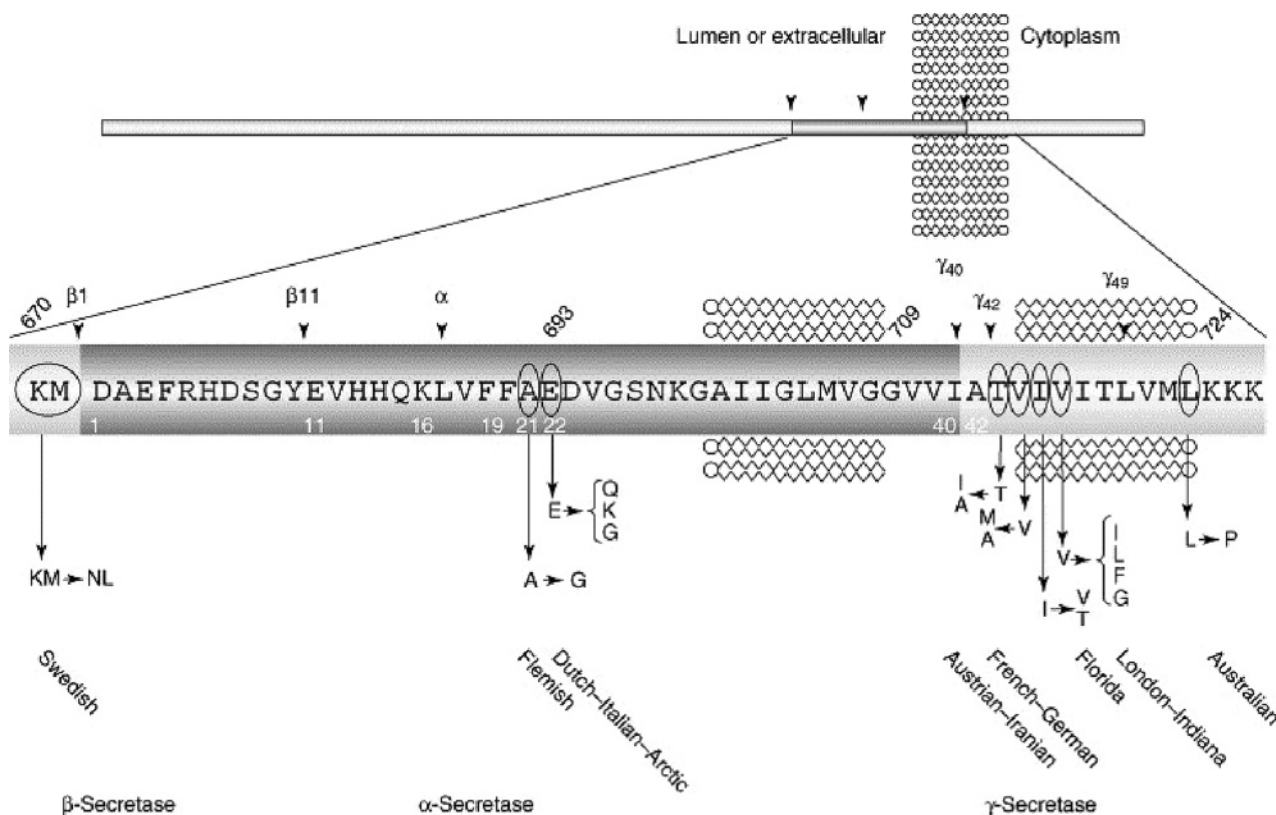 Lumen or extracellular Cytoplasm
670 β1 β11 α 693 709 γ40 γ42 γ49 724
KM DAEFRHDSGYEVHHQKLVFFAEDVGSNKGAIIGLMVGGVVIATVIVITLVMLKKK
1 11 16 19 21 22 40 42
E Q
K
G
I
A T
M
A V
V I
L
F
G
L P
KM NL
A G
I V
T
Swedish
Flemish
Dutch–Italian–Arctic
Austrian–Iranian
French–German
Florida
London–Indiana
Australian
β-Secretase α-Secretase γ-Secretase